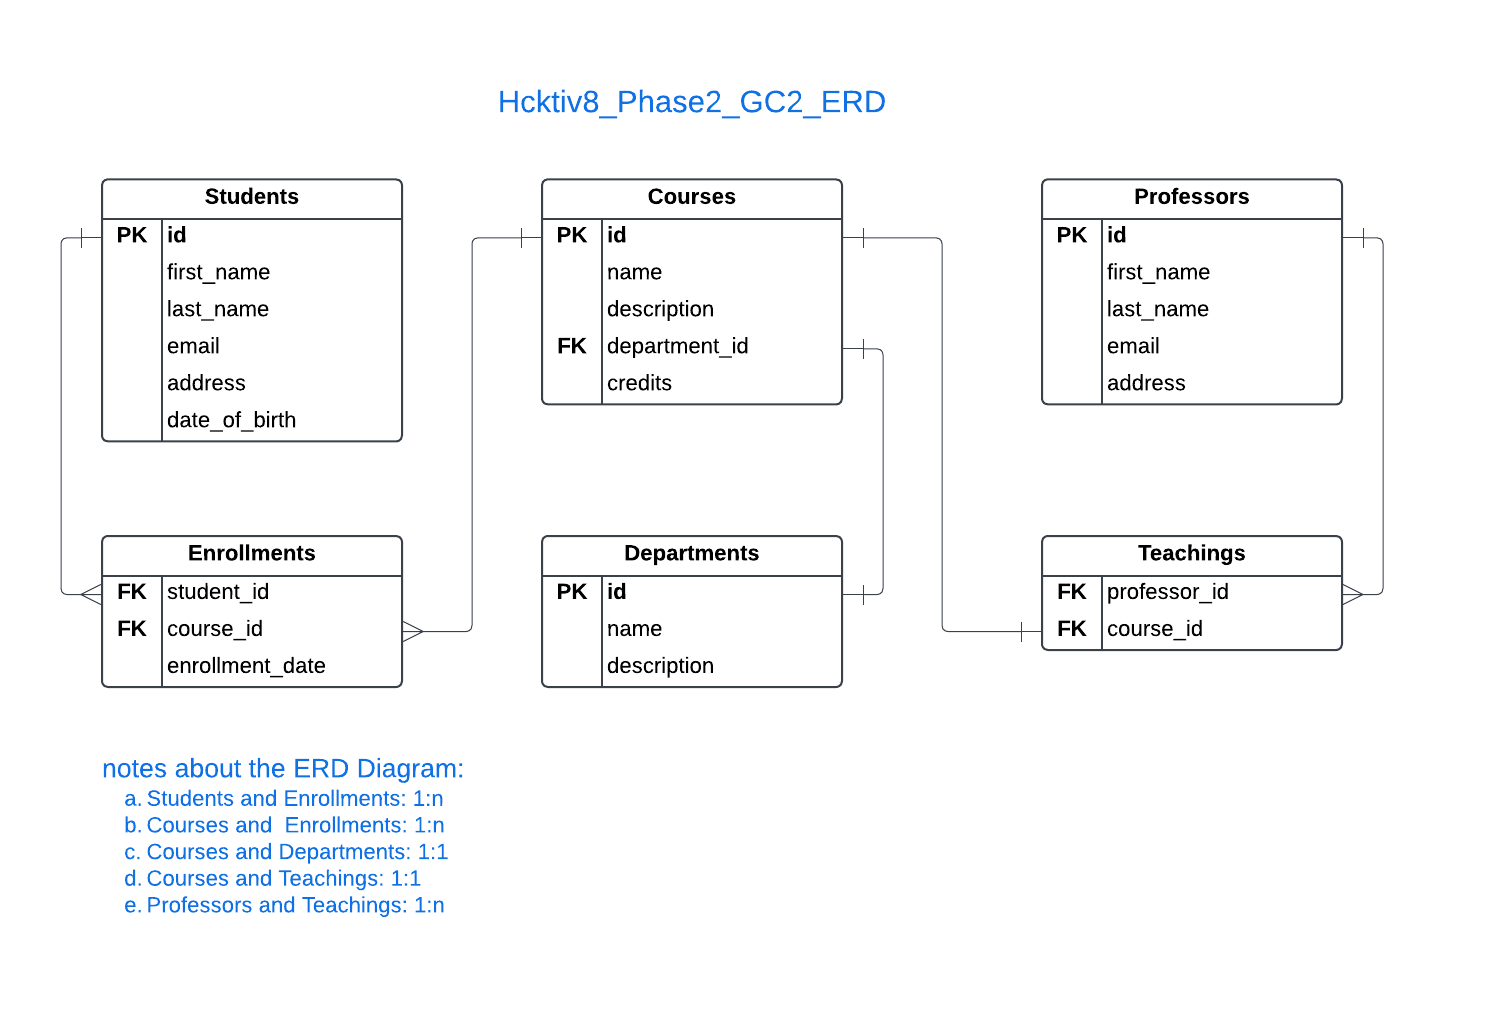 Hcktiv8_Phase2_GC2_ERD
Students
PK id
first_name
last_name
email
address
date_of_birth
Courses
PK id
name
description
FK department_id
credits
Professors
PK id
first_name
last_name
email
address
Enrollments
FK student_id
FK course_id
enrollment_date
Departments
PK id
name
description
Teachings
FK professor_id
FK course_id
notes about the ERD Diagram:
a. Students and Enrollments: 1:n
b. Courses and  Enrollments: 1:n
c. Courses and Departments: 1:1
d. Courses and Teachings: 1:1
e. Professors and Teachings: 1:n